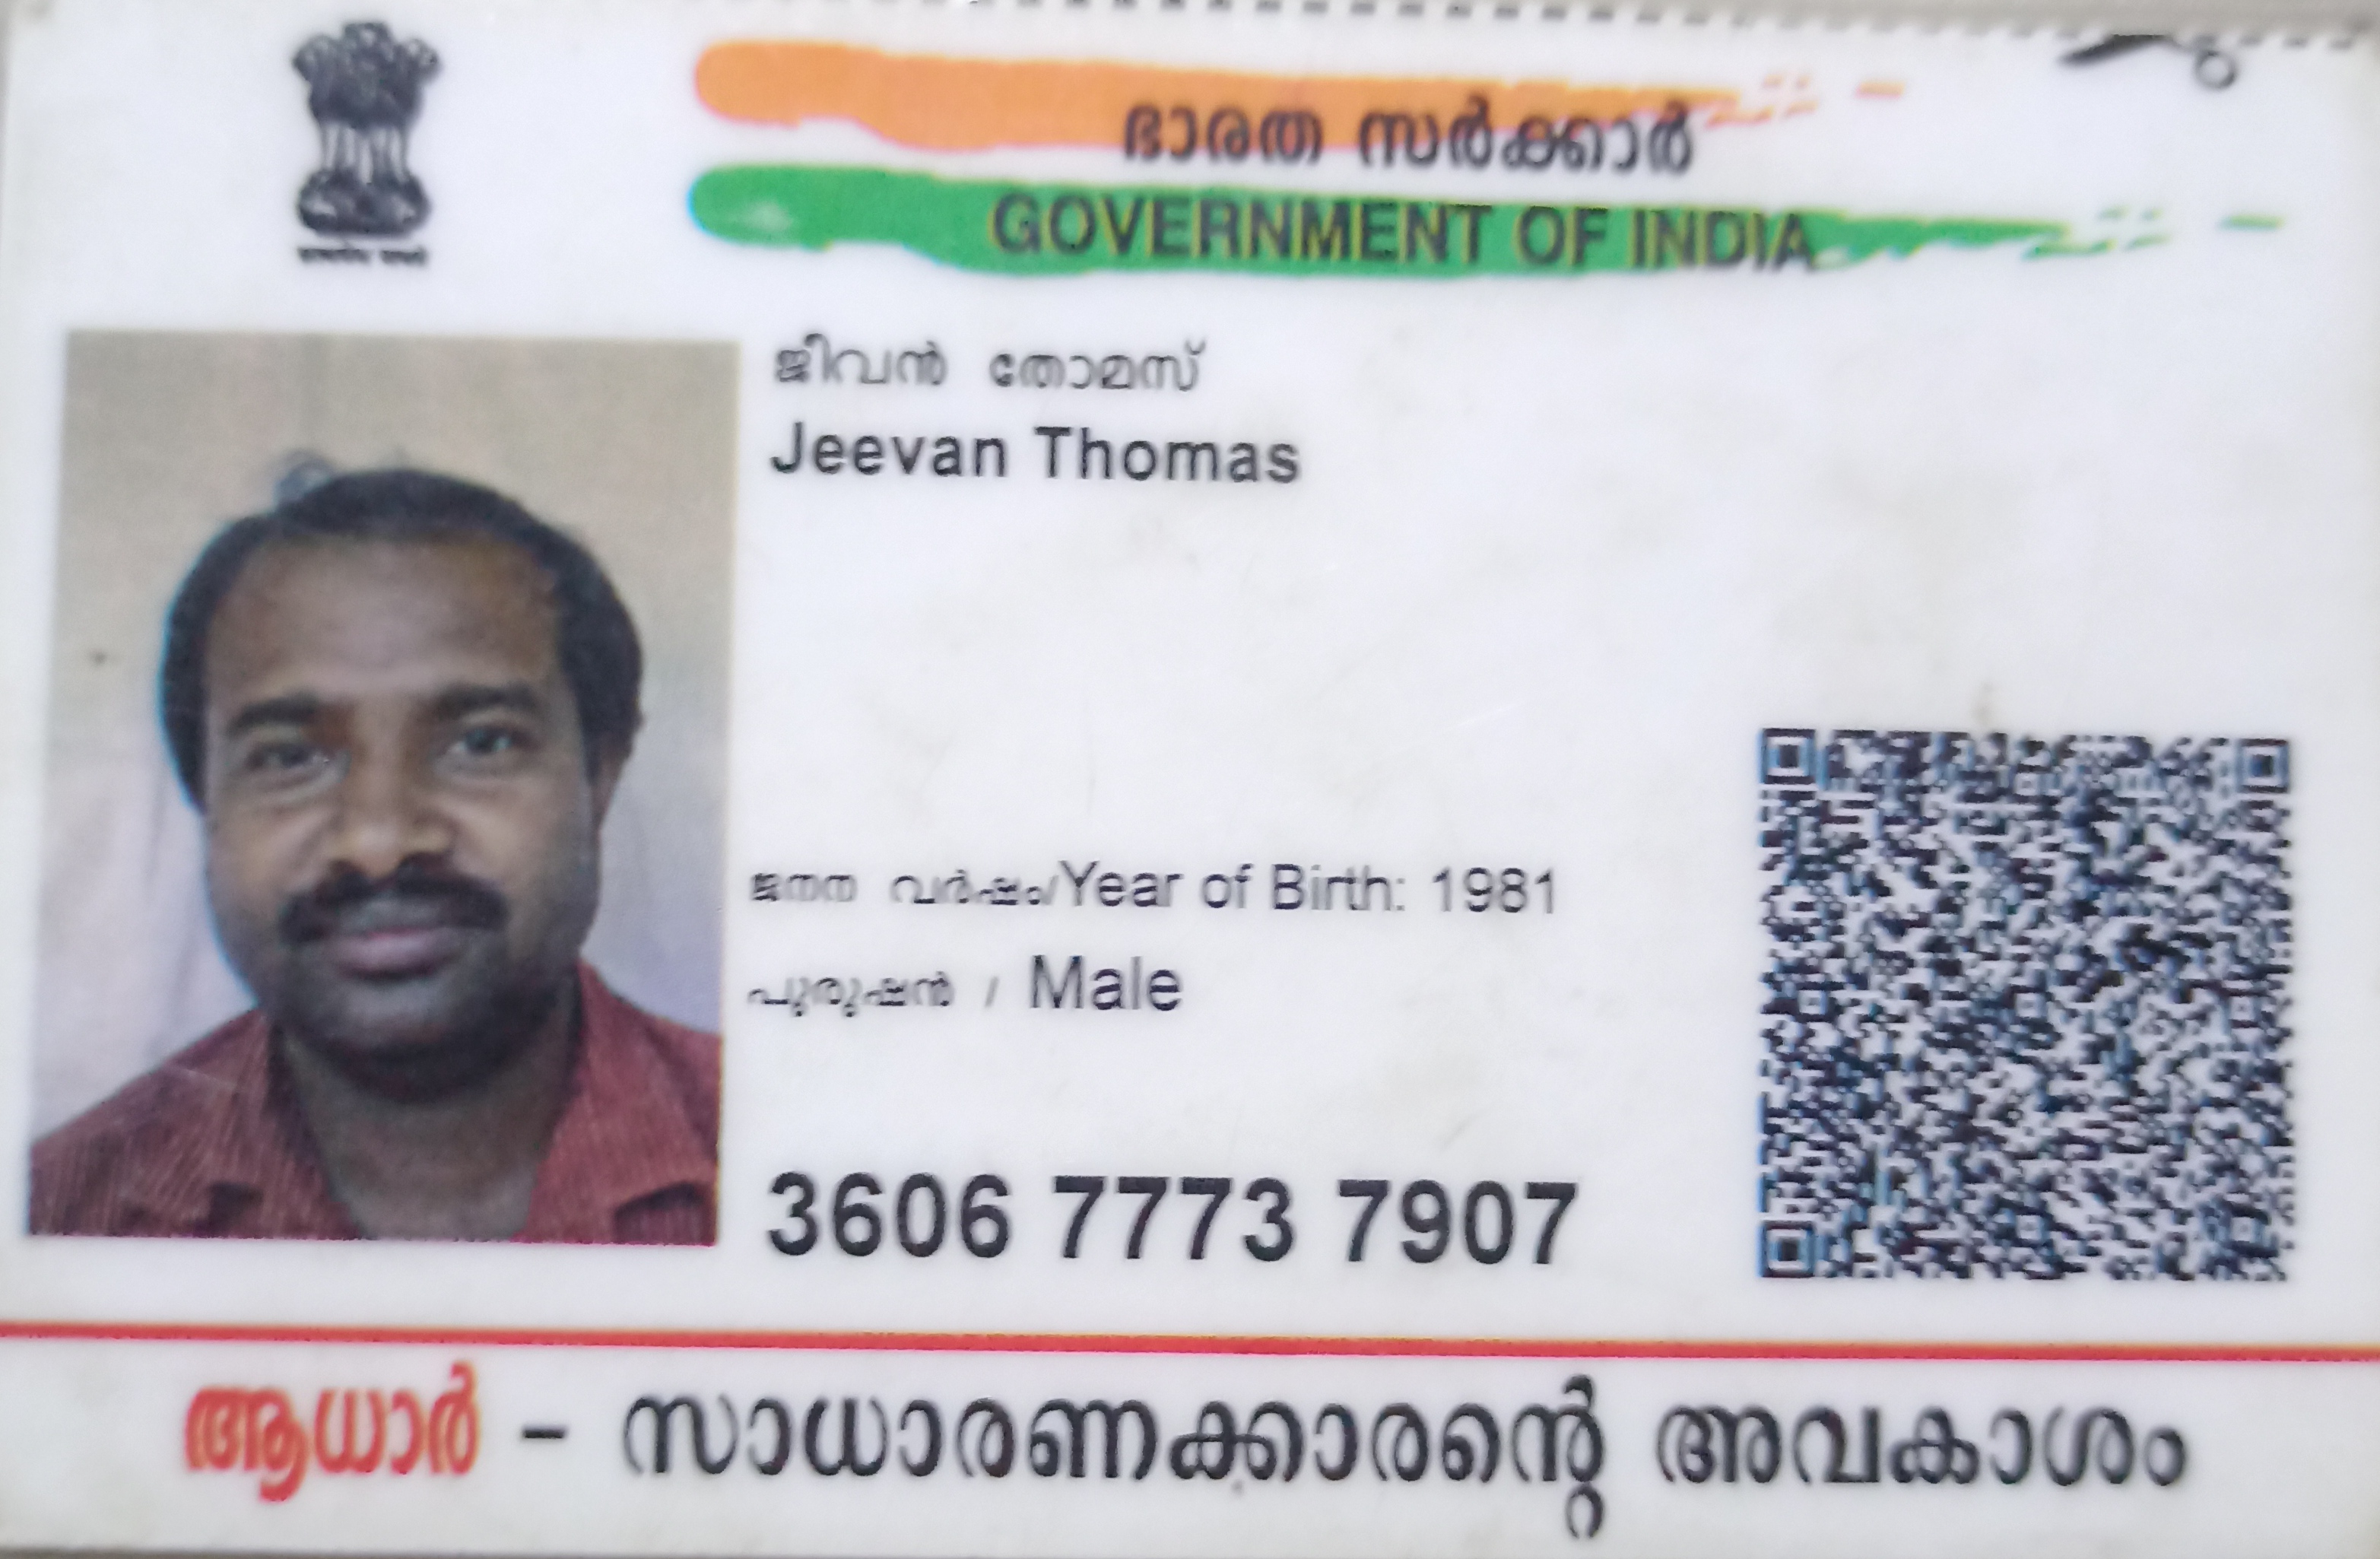 ഭാരത സർക്കാർ
GOVERNMENT OF INDIA
ജീവൻ തോമസ്
Jeevan Thomas
ജനന വർഷം/Year of Birth: 1981
പുരുഷൻ / Male
3606 7773 7907
ആധാർ - സാധാരണക്കാരന്റെ അവകാശം